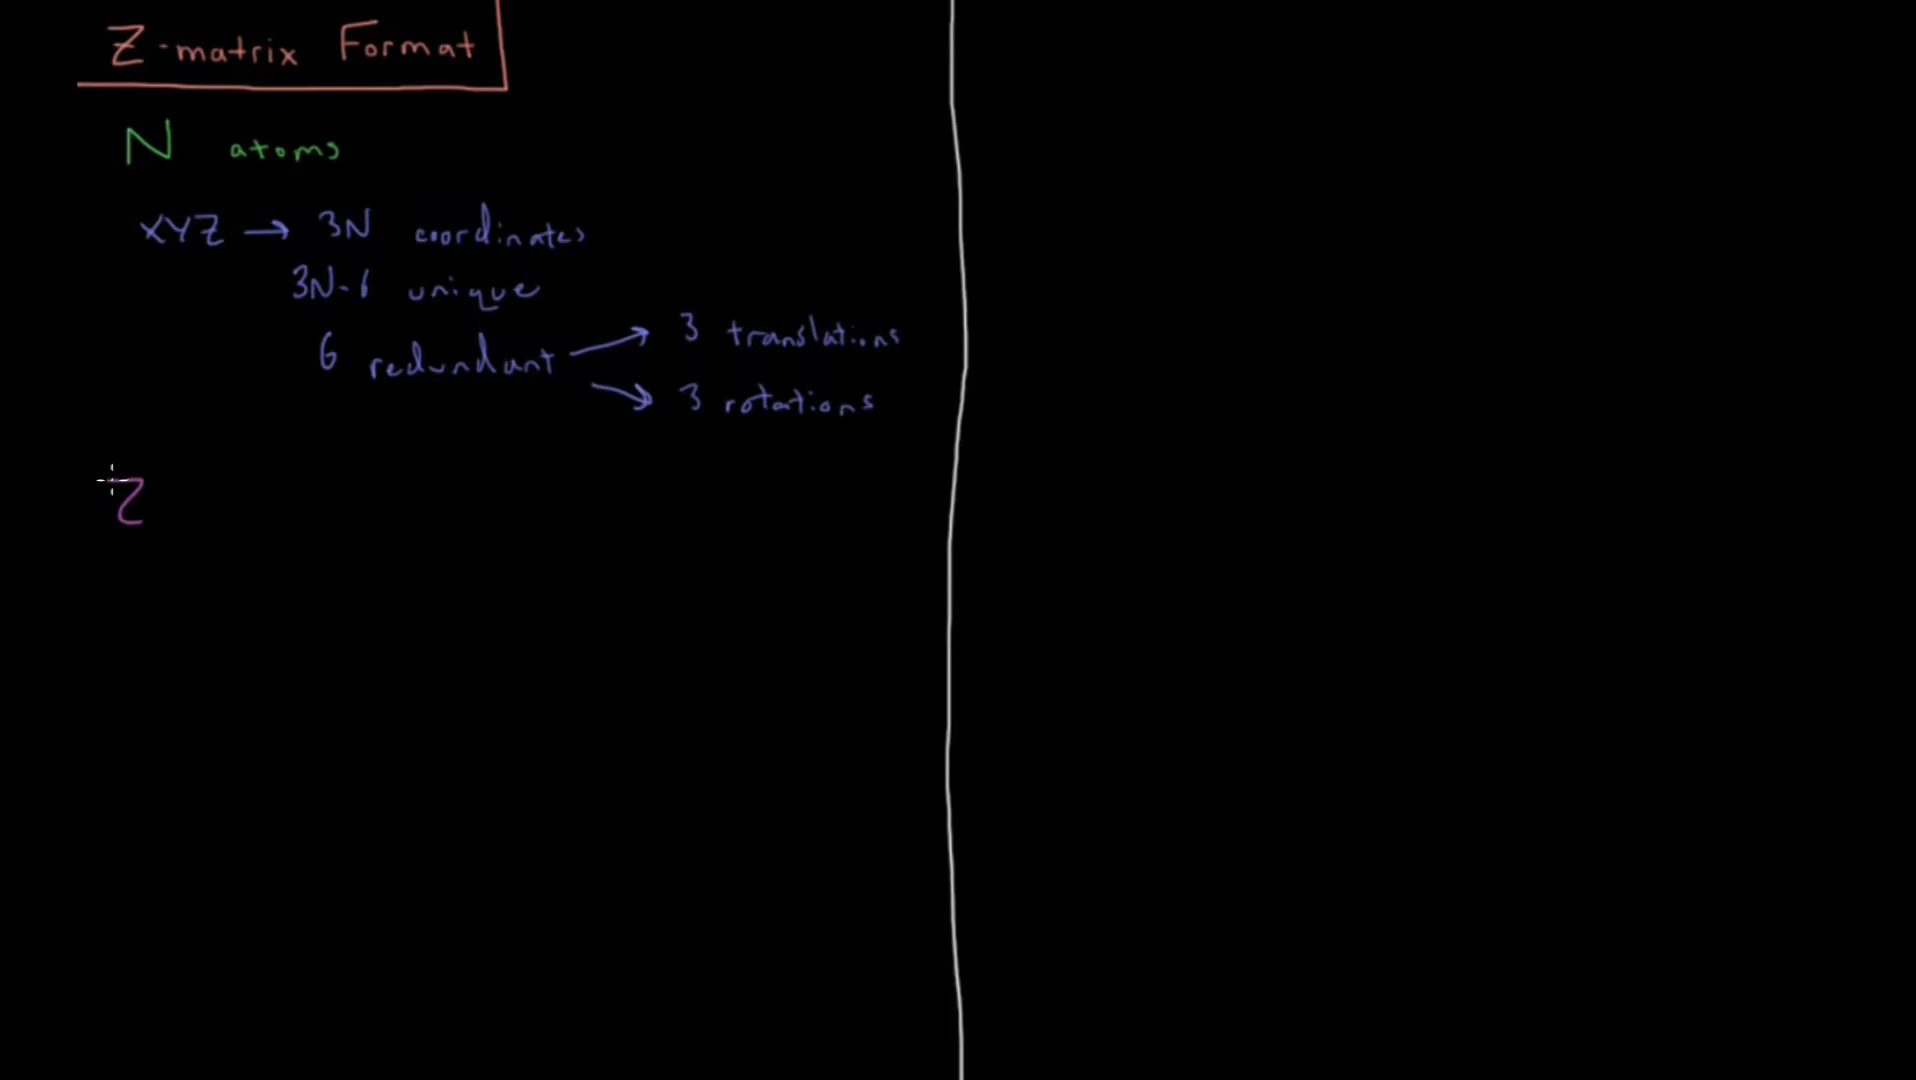 Z-matrix Format
N atoms
XYZ → 3N coordinates
3N-6 unique
6 redundant → 3 translations
→ 3 rotations
Z